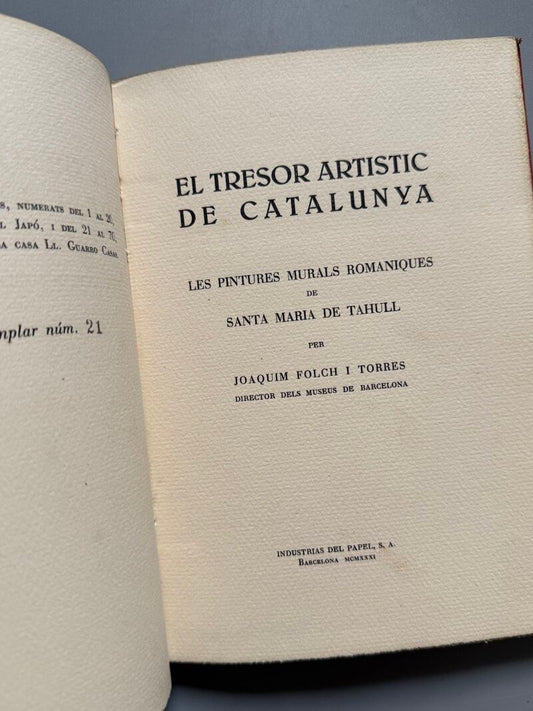 S, NUMERATS DEL 1 AL 20,
L JAPÓ, I DEL 21 AL 70,
A CASA LL. GUARRO CASAS
mplar núm. 21
EL TRESOR ARTISTIC
DE CATALUNYA
LES PINTURES MURALS ROMANIQUES
DE
SANTA MARIA DE TAHULL
PER
JOAQUIM FOLCH I TORRES
DIRECTOR DELS MUSEUS DE BARCELONA
INDUSTRIAS DEL PAPEL, S. A.
BARCELONA MCMXXXI